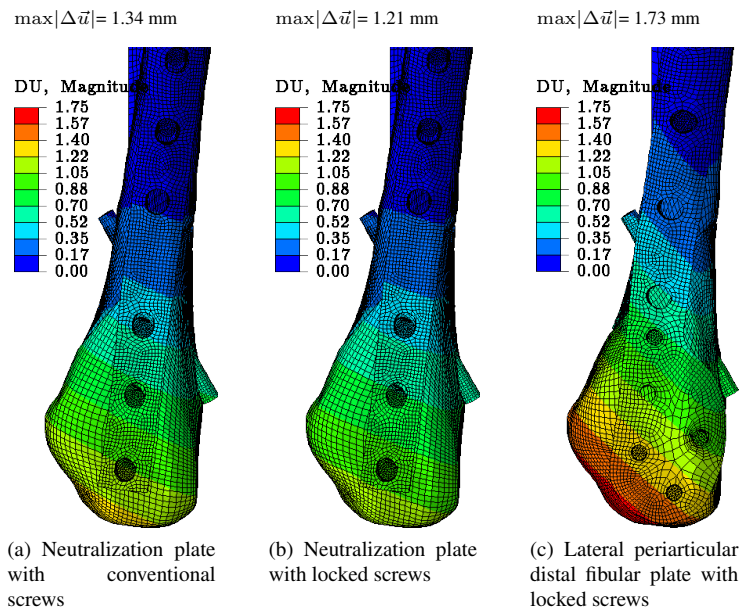 max|Δu⃗|= 1.34 mm
max|Δu⃗|= 1.21 mm
max|Δu⃗|= 1.73 mm
DU, Magnitude
1.75
1.57
1.40
1.22
1.05
0.88
0.70
0.52
0.35
0.17
0.00
DU, Magnitude
1.75
1.57
1.40
1.22
1.05
0.88
0.70
0.52
0.35
0.17
0.00
DU, Magnitude
1.75
1.57
1.40
1.22
1.05
0.88
0.70
0.52
0.35
0.17
0.00
(a) Neutralization plate
with conventional
screws
(b) Neutralization plate
with locked screws
(c) Lateral periarticular
distal fibular plate with
locked screws